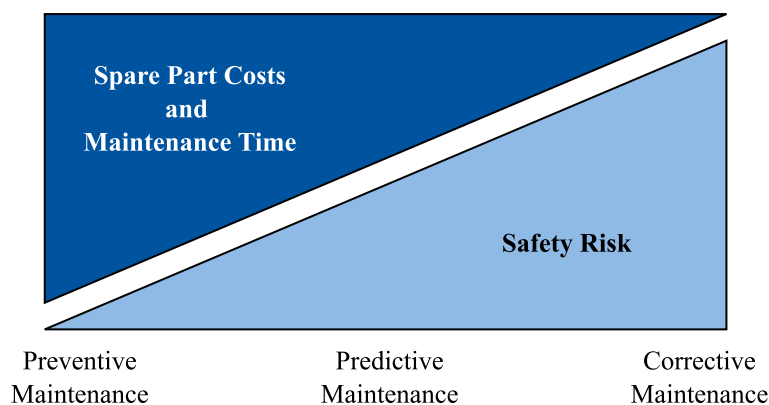 Spare Part Costs
and
Maintenance Time
Safety Risk
Preventive
Maintenance
Predictive
Maintenance
Corrective
Maintenance